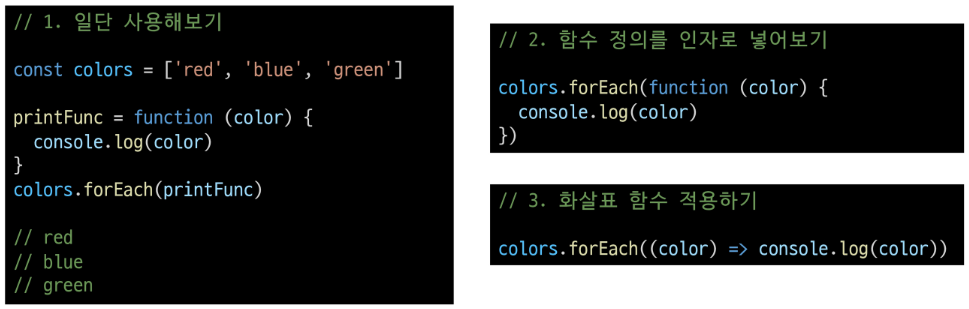 // 1. 일단 사용해보기
const colors = ['red', 'blue', 'green']
printFunc = function (color) {
  console.log(color)
}
colors.forEach(printFunc)
// red
// blue
// green
// 2. 함수 정의를 인자로 넣어보기
colors.forEach(function (color) {
  console.log(color)
})
// 3. 화살표 함수 적용하기
colors.forEach((color) => console.log(color))